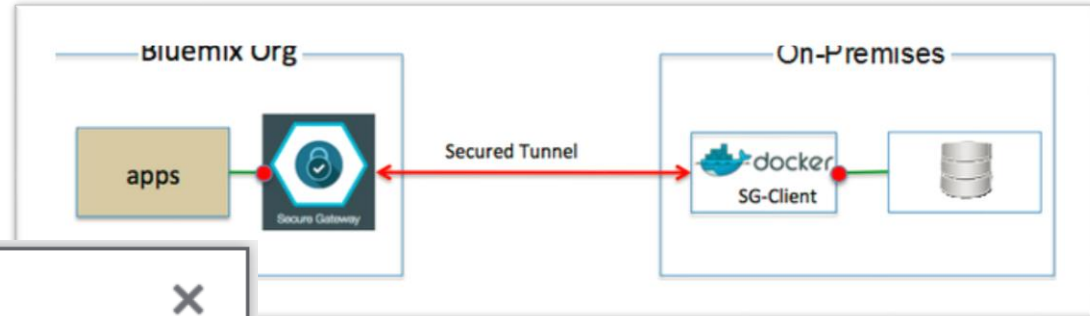 Bluemix Org
On-Premises
apps
Secure Gateway
Secured Tunnel
docker
SG-Client